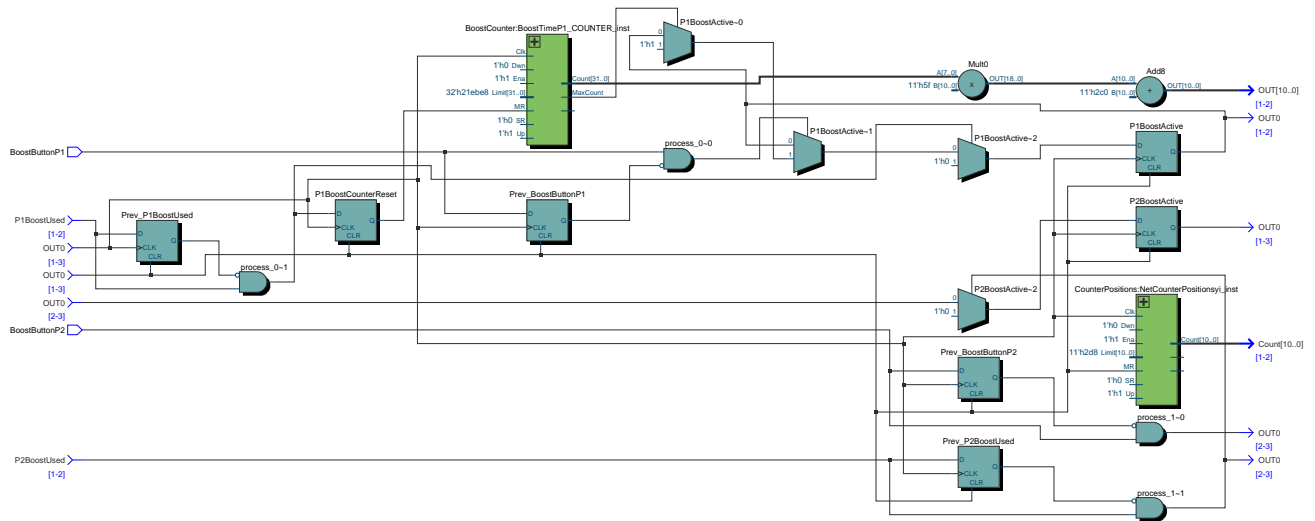 BoostCounter:BoostTimeP1_COUNTER_inst
Clk
1'h0 Dwn
1'h1 Ena
32'h21ebe8 Limit[31..0]
MR
1'h0 SR
1'h1 Up
Count[31..0]
MaxCount
P1BoostActive~0
0
1'h1 1
Mult0
A[7..0]
11'h5f B[10..0]
OUT[18..0]
x
Add8
A[10..0]
11'h2c0 B[10..0]
OUT[10..0]
+
OUT[10..0]
[1-2]
OUT0
[1-2]
BoostButtonP1
process_0~0
P1BoostActive~1
0
1
P1BoostActive~2
0
1'h0 1
P1BoostActive
D
CLK
CLR
Q
P1BoostUsed
[1-2]
OUT0
[1-3]
OUT0
[1-3]
OUT0
[2-3]
BoostButtonP2
Prev_P1BoostUsed
D
CLK
CLR
Q
process_0~1
P1BoostCounterReset
D
CLK
CLR
Q
Prev_BoostButtonP1
D
CLK
CLR
Q
P2BoostActive
D
CLK
CLR
Q
OUT0
[1-3]
P2BoostActive~2
0
1'h0 1
CounterPositions:NetCounterPositionsyi_inst
Clk
1'h0 Dwn
1'h1 Ena
11'h2d8 Limit[10..0]
MR
1'h0 SR
1'h1 Up
Count[10..0]
Count[10..0]
[1-2]
Prev_BoostButtonP2
D
CLK
CLR
Q
process_1~0
OUT0
[2-3]
P2BoostUsed
[1-2]
Prev_P2BoostUsed
D
CLK
CLR
Q
OUT0
[2-3]
process_1~1